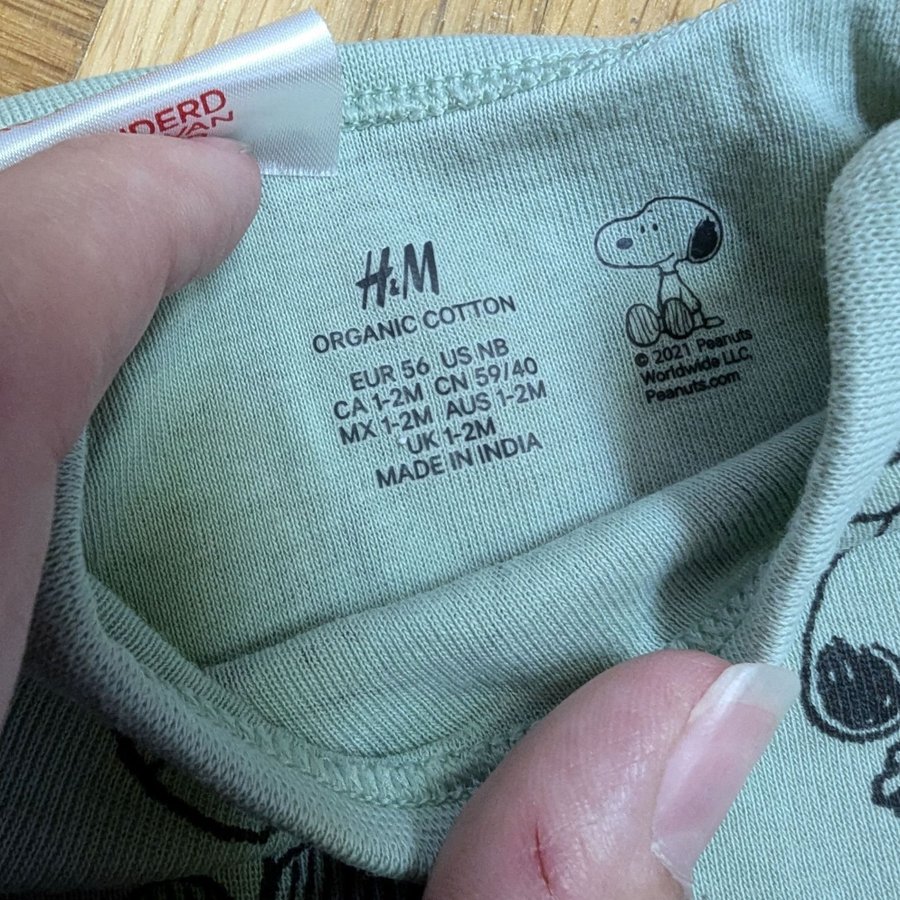 H&M
ORGANIC COTTON
EUR 56 US NB
CA 1-2M CN 59/40
MX 1-2M AUS 1-2M
UK 1-2M
MADE IN INDIA
© 2021 Peanuts
Worldwide LLC.
Peanuts.com